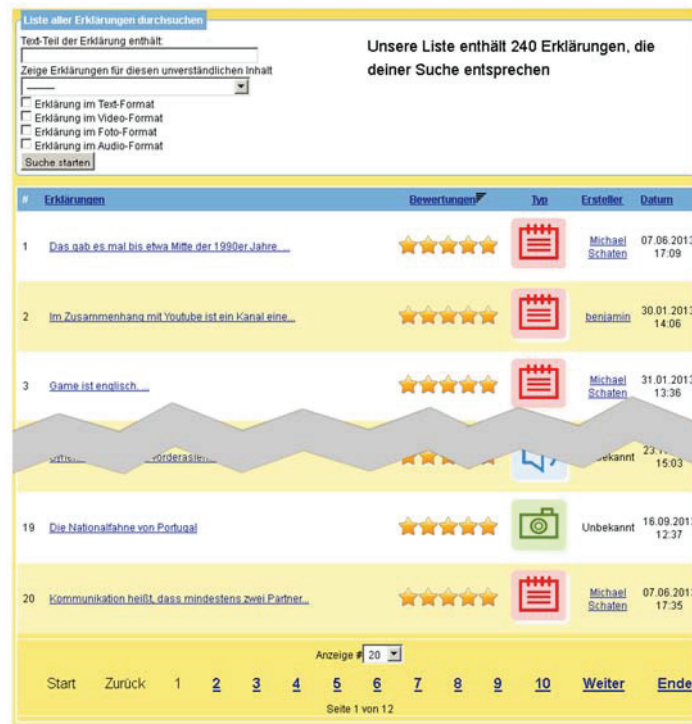 Liste aller Erklärungen durchsuchen
Text-Teil der Erklärung enthält:
Zeige Erklärungen für diesen unverständlichen Inhalt
--------
Erklärung im Text-Format
Erklärung im Video-Format
Erklärung im Foto-Format
Erklärung im Audio-Format
Suche starten
Unsere Liste enthält 240 Erklärungen, die
deiner Suche entsprechen
# Erklärungen Bewertungen Typ Ersteller Datum
1 Das gab es mal bis etwa Mitte der 1990er Jahre. ... Michael Schaten 07.06.2013 17:09
2 Im Zusammenhang mit Youtube ist ein Kanal eine... benjamin 30.01.2013 14:06
3 Game ist englisch. ... Michael Schaten 31.01.2013 13:36
15:03
19 Die Nationalfahne von Portugal Unbekannt 16.09.2013 12:37
20 Kommunikation heißt, dass mindestens zwei Partner... Michael Schaten 07.06.2013 17:35
Anzeige # 20
Start Zurück 1 2 3 4 5 6 7 8 9 10 Weiter Ende
Seite 1 von 12